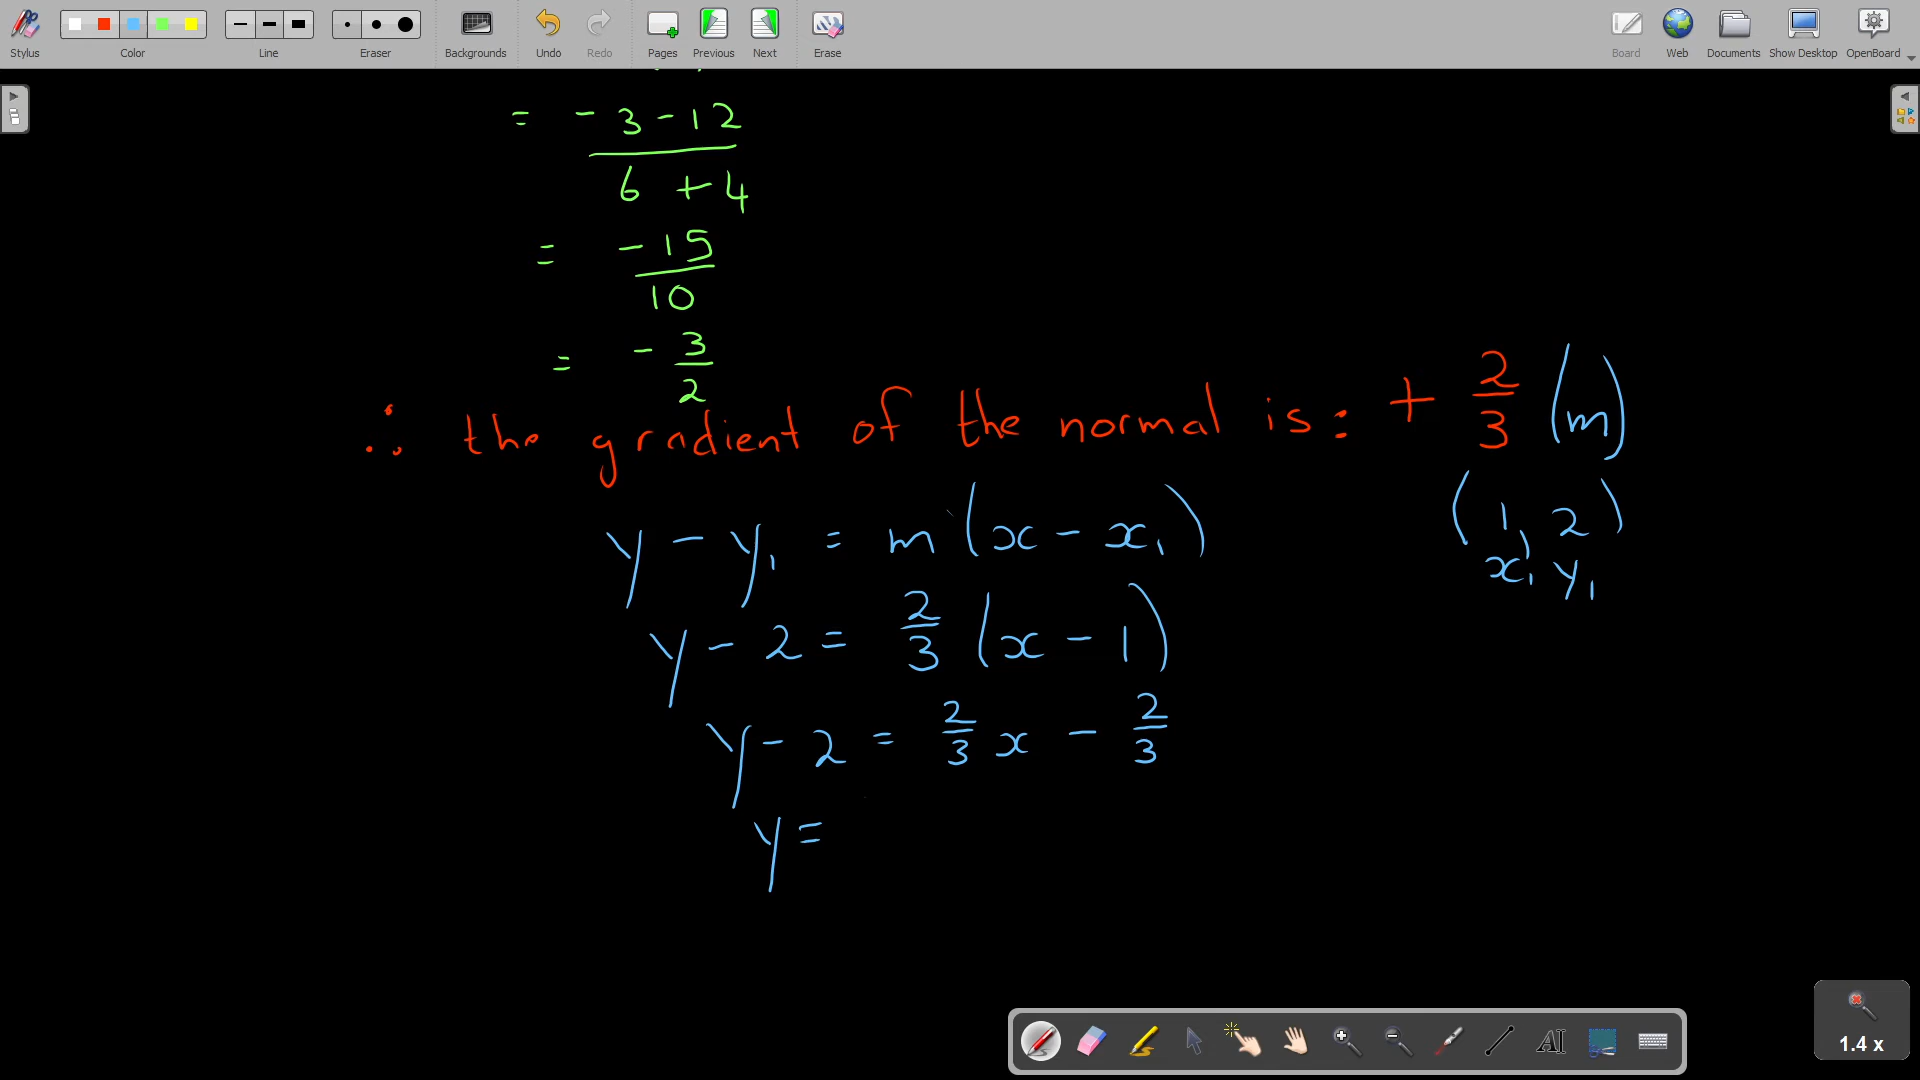 Stylus Color Line Eraser Backgrounds Undo Redo Pages Previous Next Erase Board Web Documents Show Desktop OpenBoard
= -3-12
6 +4
= -15
10
= - 3
2
∴ the gradient of the normal is: + 2/3 (m)
(1, 2)
x₁, y₁
y - y₁ = m(x - x₁)
y - 2 = 2/3 (x - 1)
y - 2 = 2/3 x - 2/3
y =
1.4 x